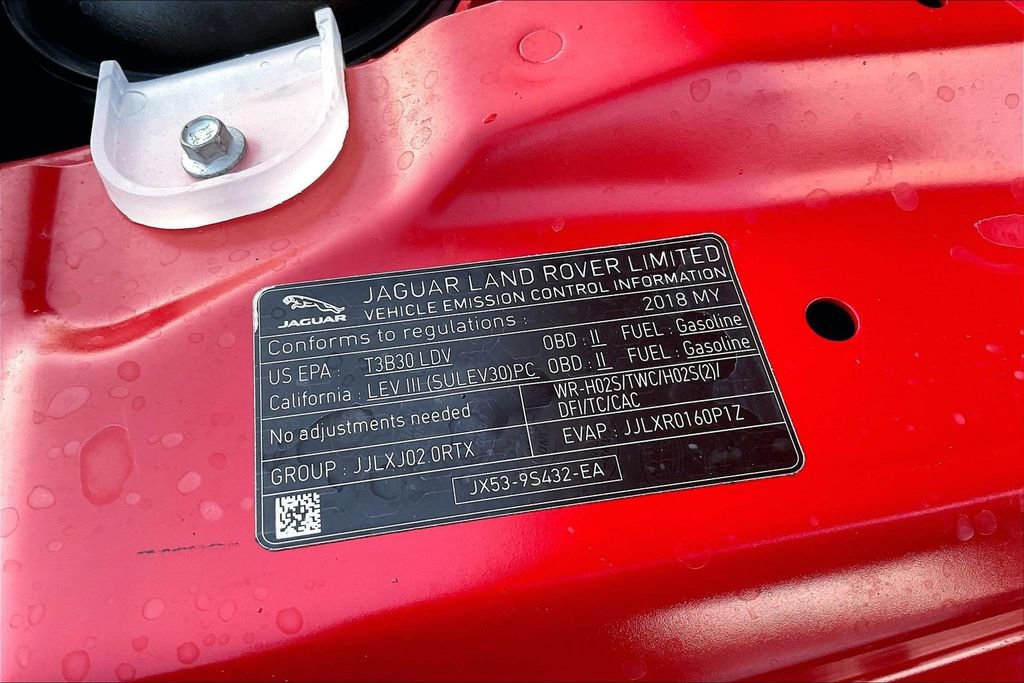 JAGUAR
JAGUAR LAND ROVER LIMITED
VEHICLE EMISSION CONTROL INFORMATION
Conforms to regulations : 2018 MY
US EPA : T3B30 LDV OBD : II FUEL : Gasoline
California : LEV III (SULEV30)PC OBD : II FUEL : Gasoline
No adjustments needed
WR-HO2S/TWC/HO2S(2)/
DFI/TC/CAC
GROUP : JJLXJ02.0RTX
EVAP : JJLXR0160P1Z
JX53-9S432-EA